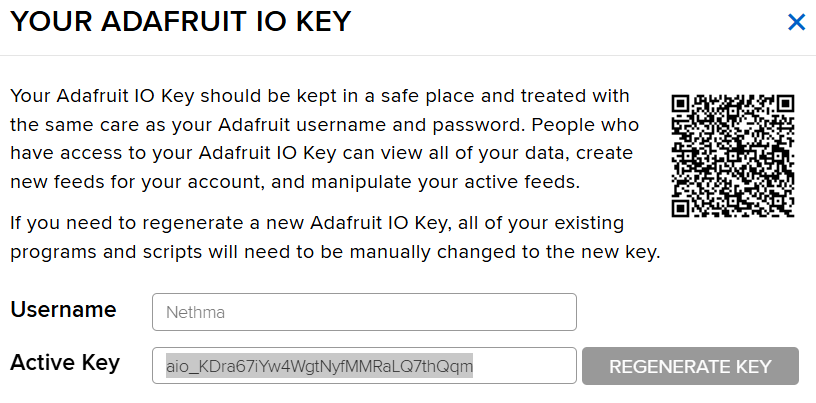 YOUR ADAFRUIT IO KEY
Your Adafruit IO Key should be kept in a safe place and treated with
the same care as your Adafruit username and password. People who
have access to your Adafruit IO Key can view all of your data, create
new feeds for your account, and manipulate your active feeds.
If you need to regenerate a new Adafruit IO Key, all of your existing
programs and scripts will need to be manually changed to the new key.
Username
Nethma
Active Key
aio_KDra67iYw4WgtNyfMMRaLQ7thQqm
REGENERATE KEY